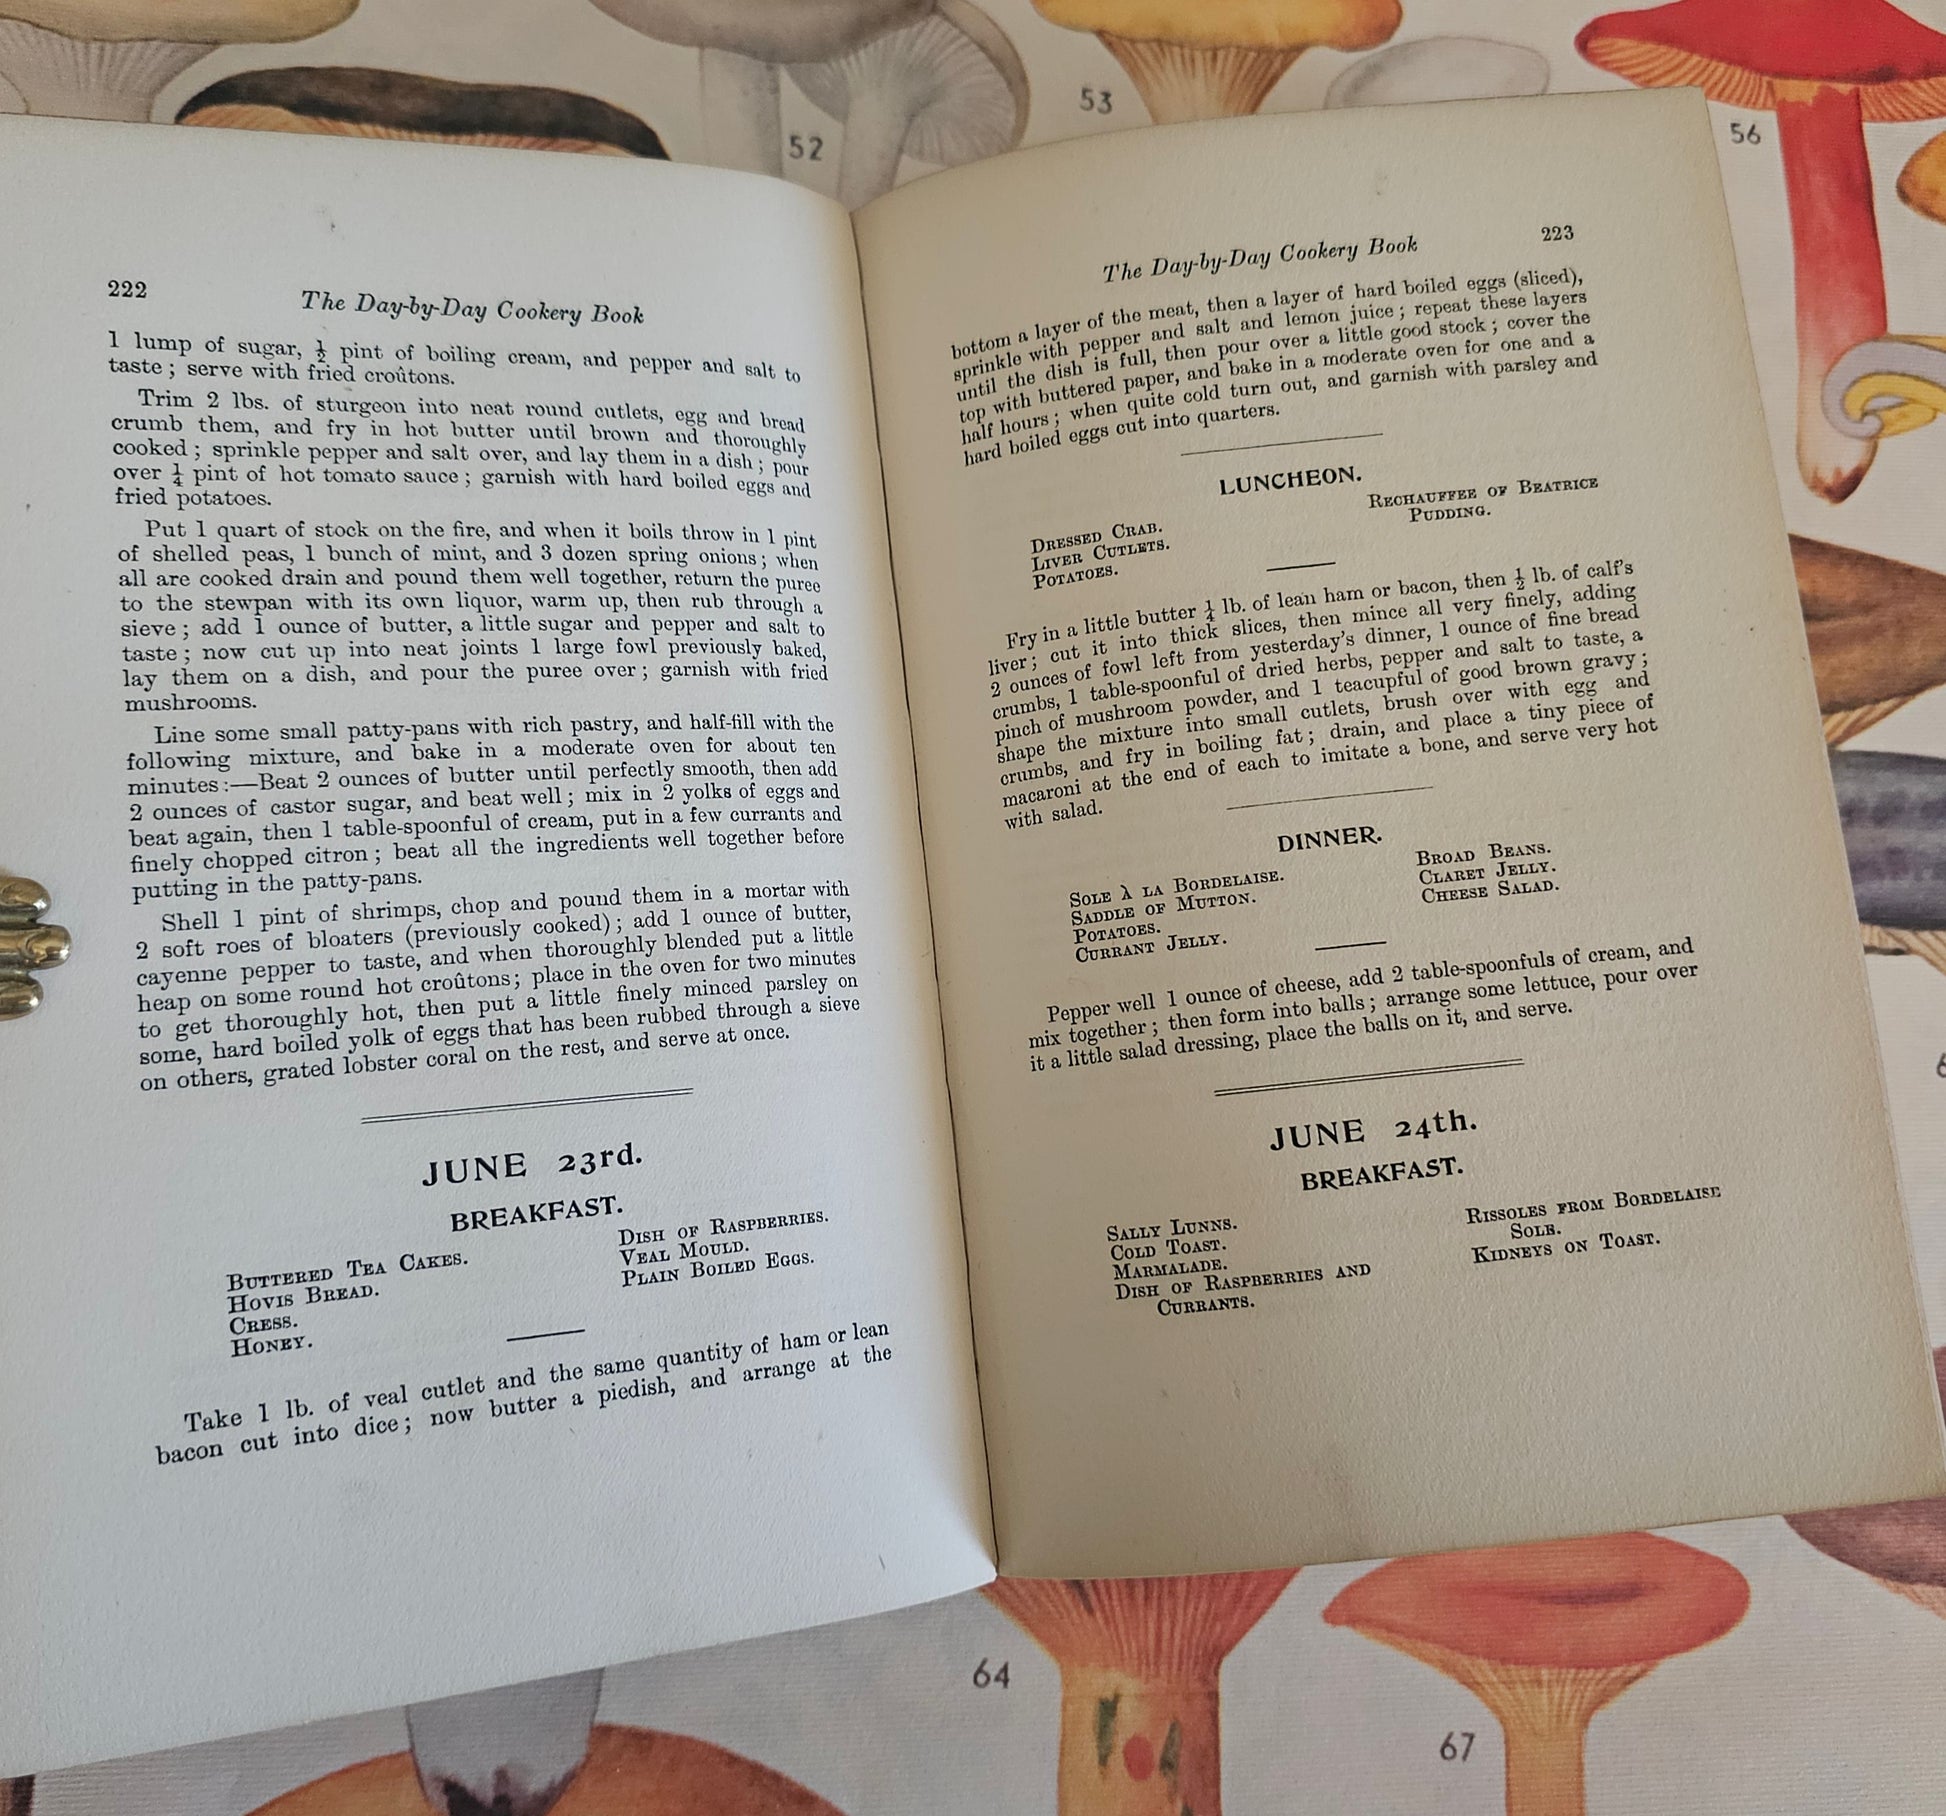 52
53
56
222
The Day-by-Day Cookery Book
1 lump of sugar, ½ pint of boiling cream, and pepper and salt to
taste; serve with fried croûtons.
Trim 2 lbs. of sturgeon into neat round cutlets, egg and bread
crumb them, and fry in hot butter until brown and thoroughly
cooked; sprinkle pepper and salt over, and lay them in a dish; pour
over ¼ pint of hot tomato sauce; garnish with hard boiled eggs and
fried potatoes.
Put 1 quart of stock on the fire, and when it boils throw in 1 pint
of shelled peas, 1 bunch of mint, and 3 dozen spring onions; when
all are cooked drain and pound them well together, return the puree
to the stewpan with its own liquor, warm up, then rub through a
sieve; add 1 ounce of butter, a little sugar and pepper and salt to
taste; now cut up into neat joints 1 large fowl previously baked,
lay them on a dish, and pour the puree over; garnish with fried
mushrooms.
Line some small patty-pans with rich pastry, and half-fill with the
following mixture, and bake in a moderate oven for about ten
minutes:—Beat 2 ounces of butter until perfectly smooth, then add
2 ounces of castor sugar, and beat well; mix in 2 yolks of eggs and
beat again, then 1 table-spoonful of cream, put in a few currants and
finely chopped citron; beat all the ingredients well together before
putting in the patty-pans.
Shell 1 pint of shrimps, chop and pound them in a mortar with
2 soft roes of bloaters (previously cooked); add 1 ounce of butter,
cayenne pepper to taste, and when thoroughly blended put a little
heap on some round hot croûtons; place in the oven for two minutes
to get thoroughly hot, then put a little finely minced parsley on
some, hard boiled yolk of eggs that has been rubbed through a sieve
on others, grated lobster coral on the rest, and serve at once.
JUNE 23rd.
BREAKFAST.
BUTTERED TEA CAKES.
HOVIS BREAD.
CRESS.
HONEY.
DISH OF RASPBERRIES.
VEAL MOULD.
PLAIN BOILED EGGS.
Take 1 lb. of veal cutlet and the same quantity of ham or lean
bacon cut into dice; now butter a piedish, and arrange at the
The Day-by-Day Cookery Book
223
bottom a layer of the meat, then a layer of hard boiled eggs (sliced),
sprinkle with pepper and salt and lemon juice; repeat these layers
until the dish is full, then pour over a little good stock; cover the
top with buttered paper, and bake in a moderate oven for one and a
half hours; when quite cold turn out, and garnish with parsley and
hard boiled eggs cut into quarters.
LUNCHEON.
DRESSED CRAB.
LIVER CUTLETS.
POTATOES.
RECHAUFFEE OF BEATRICE
PUDDING.
Fry in a little butter ¼ lb. of lean ham or bacon, then ½ lb. of calf's
liver; cut it into thick slices, then mince all very finely, adding
2 ounces of fowl left from yesterday's dinner, 1 ounce of fine bread
crumbs, 1 table-spoonful of dried herbs, pepper and salt to taste, a
pinch of mushroom powder, and 1 teacupful of good brown gravy;
shape the mixture into small cutlets, brush over with egg and
crumbs, and fry in boiling fat; drain, and place a tiny piece of
macaroni at the end of each to imitate a bone, and serve very hot
with salad.
DINNER.
SOLE À LA BORDELAISE.
SADDLE OF MUTTON.
POTATOES.
CURRANT JELLY.
BROAD BEANS.
CLARET JELLY.
CHEESE SALAD.
Pepper well 1 ounce of cheese, add 2 table-spoonfuls of cream, and
mix together; then form into balls; arrange some lettuce, pour over
it a little salad dressing, place the balls on it, and serve.
JUNE 24th.
BREAKFAST.
SALLY LUNNS.
COLD TOAST.
MARMALADE.
DISH OF RASPBERRIES AND
CURRANTS.
RISSOLES FROM BORDELAISE
SOLE.
KIDNEYS ON TOAST.
64
67